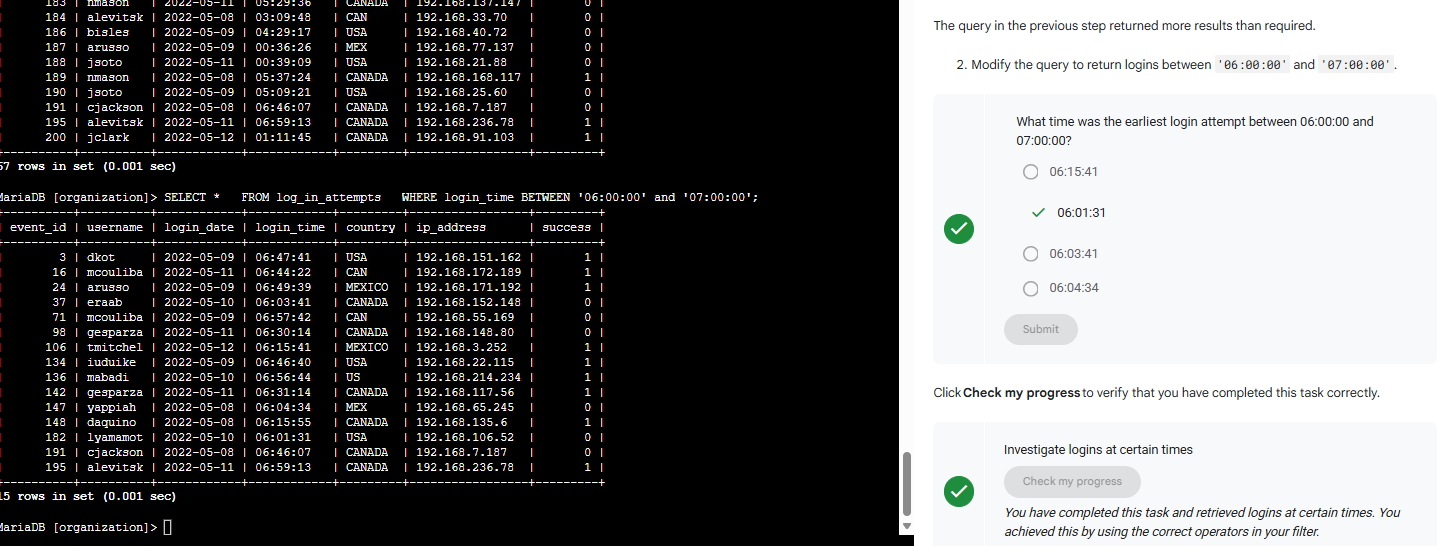 183 | nmason | 2022-05-11 | 05:29:36 | CANADA | 192.168.137.147 | 0 |
184 | alevitsk | 2022-05-08 | 03:09:48 | CAN | 192.168.33.70 | 0 |
186 | bisles | 2022-05-09 | 04:29:17 | USA | 192.168.40.72 | 0 |
187 | arusso | 2022-05-09 | 00:36:26 | MEX | 192.168.77.137 | 0 |
188 | jsoto | 2022-05-11 | 00:39:09 | USA | 192.168.21.88 | 0 |
189 | nmason | 2022-05-08 | 05:37:24 | CANADA | 192.168.168.117 | 1 |
190 | jsoto | 2022-05-09 | 05:09:21 | USA | 192.168.25.60 | 0 |
191 | cjackson | 2022-05-08 | 06:46:07 | CANADA | 192.168.7.187 | 0 |
195 | alevitsk | 2022-05-11 | 06:59:13 | CANADA | 192.168.236.78 | 1 |
200 | jclark | 2022-05-12 | 01:11:45 | CANADA | 192.168.91.103 | 1 |
57 rows in set (0.001 sec)
MariaDB [organization]> SELECT * FROM log_in_attempts WHERE login_time BETWEEN '06:00:00' and '07:00:00';
event_id | username | login_date | login_time | country | ip_address | success |
3 | dkot | 2022-05-09 | 06:47:41 | USA | 192.168.151.162 | 1 |
16 | mcouliba | 2022-05-11 | 06:44:22 | CAN | 192.168.172.189 | 1 |
24 | arusso | 2022-05-09 | 06:49:39 | MEXICO | 192.168.171.192 | 1 |
37 | eraab | 2022-05-10 | 06:03:41 | CANADA | 192.168.152.148 | 0 |
71 | mcouliba | 2022-05-09 | 06:57:42 | CAN | 192.168.55.169 | 0 |
98 | gesparza | 2022-05-11 | 06:30:14 | CANADA | 192.168.148.80 | 0 |
106 | tmitchel | 2022-05-12 | 06:15:41 | MEXICO | 192.168.3.252 | 1 |
134 | iuduike | 2022-05-09 | 06:46:40 | USA | 192.168.22.115 | 1 |
136 | mabadi | 2022-05-10 | 06:56:44 | US | 192.168.214.234 | 1 |
142 | gesparza | 2022-05-11 | 06:31:14 | CANADA | 192.168.117.56 | 1 |
147 | yappiah | 2022-05-08 | 06:04:34 | MEX | 192.168.65.245 | 0 |
148 | daquino | 2022-05-08 | 06:15:55 | CANADA | 192.168.135.6 | 1 |
182 | lyamamot | 2022-05-10 | 06:01:31 | USA | 192.168.106.52 | 0 |
191 | cjackson | 2022-05-08 | 06:46:07 | CANADA | 192.168.7.187 | 0 |
195 | alevitsk | 2022-05-11 | 06:59:13 | CANADA | 192.168.236.78 | 1 |
15 rows in set (0.001 sec)
MariaDB [organization]>
The query in the previous step returned more results than required.
2. Modify the query to return logins between '06:00:00' and '07:00:00'.
What time was the earliest login attempt between 06:00:00 and
07:00:00?
06:15:41
06:01:31
06:03:41
06:04:34
Submit
Click Check my progress to verify that you have completed this task correctly.
Investigate logins at certain times
Check my progress
You have completed this task and retrieved logins at certain times. You
achieved this by using the correct operators in your filter.